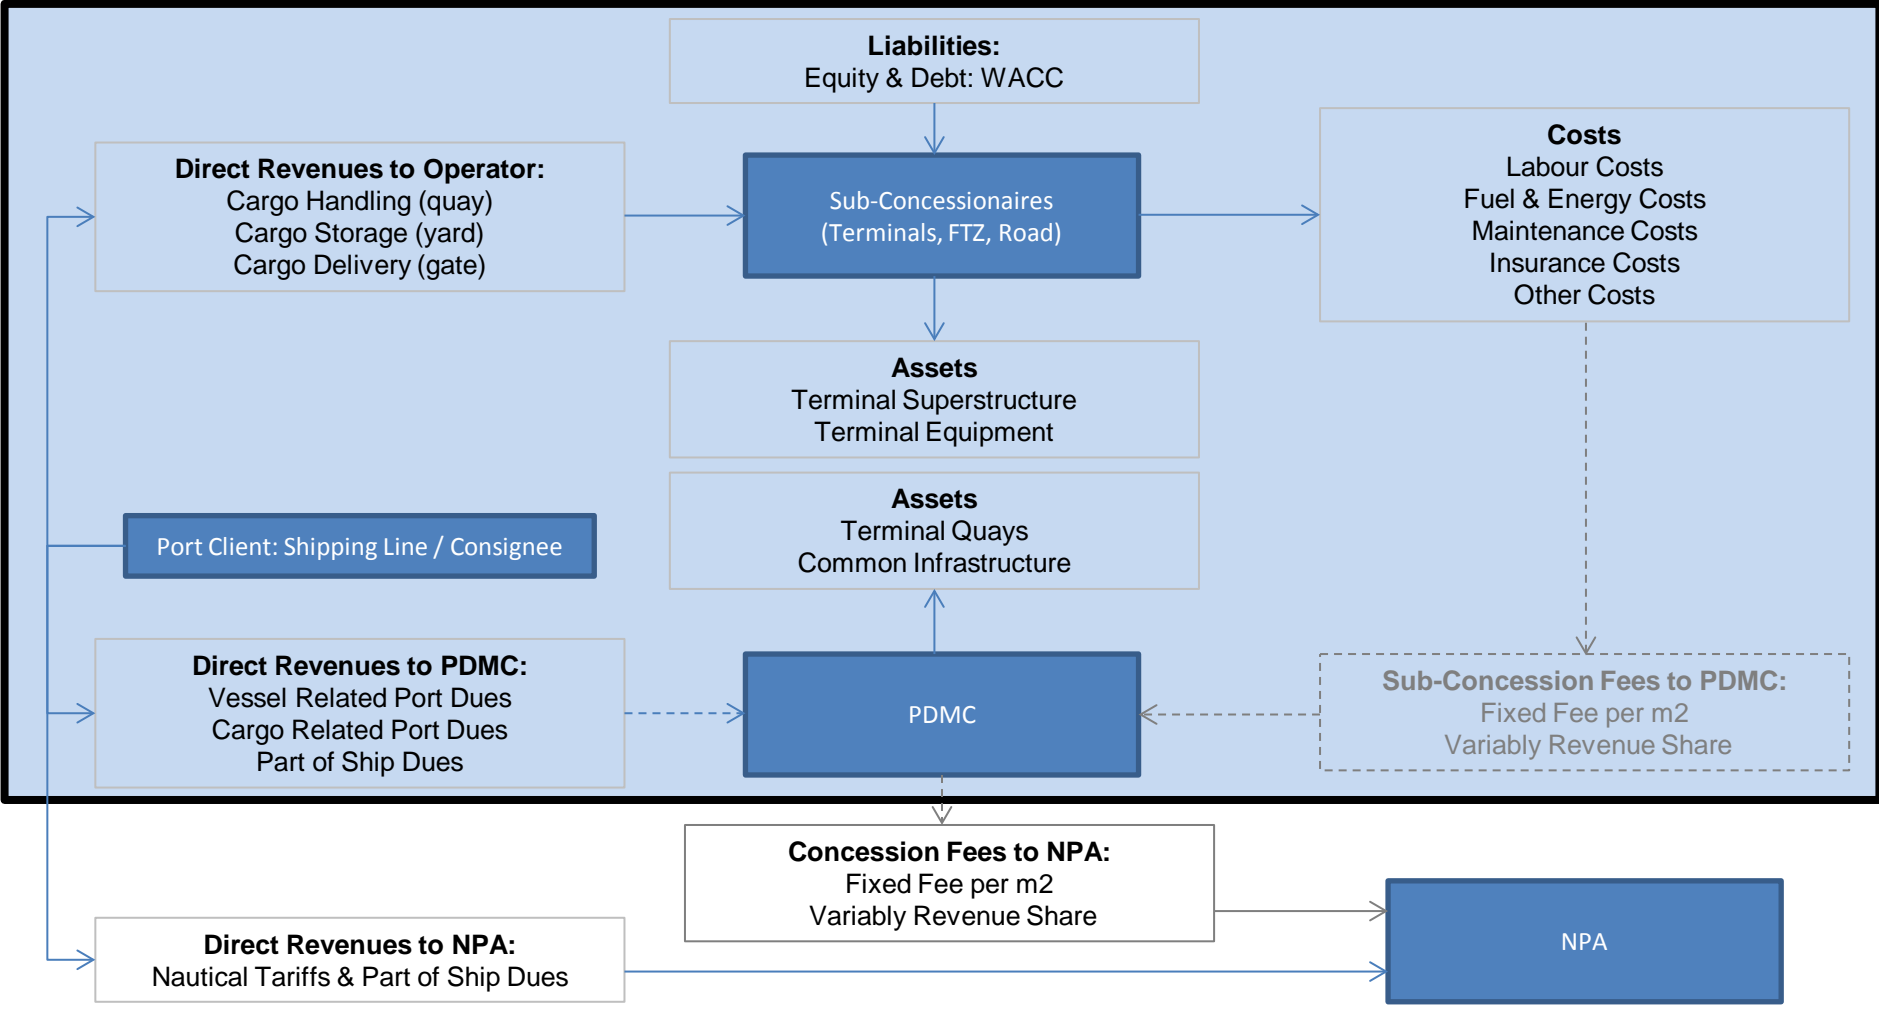 Liabilities:
Equity & Debt: WACC
Direct Revenues to Operator:
Cargo Handling (quay)
Cargo Storage (yard)
Cargo Delivery (gate)
Sub-Concessionaires
(Terminals, FTZ, Road)
Costs
Labour Costs
Fuel & Energy Costs
Maintenance Costs
Insurance Costs
Other Costs
Assets
Terminal Superstructure
Terminal Equipment
Assets
Terminal Quays
Common Infrastructure
Port Client: Shipping Line / Consignee
Direct Revenues to PDMC:
Vessel Related Port Dues
Cargo Related Port Dues
Part of Ship Dues
PDMC
Sub-Concession Fees to PDMC:
Fixed Fee per m2
Variably Revenue Share
Concession Fees to NPA:
Fixed Fee per m2
Variably Revenue Share
Direct Revenues to NPA:
Nautical Tariffs & Part of Ship Dues
NPA